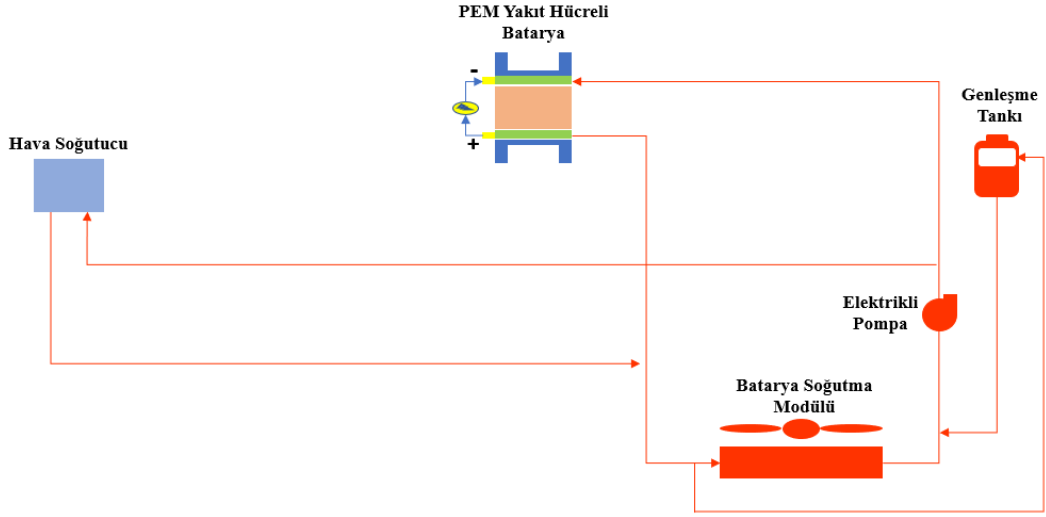 PEM Yakıt Hücreli
Batarya
-
+
Hava Soğutucu
Genleşme
Tankı
Elektrikli
Pompa
Batarya Soğutma
Modülü